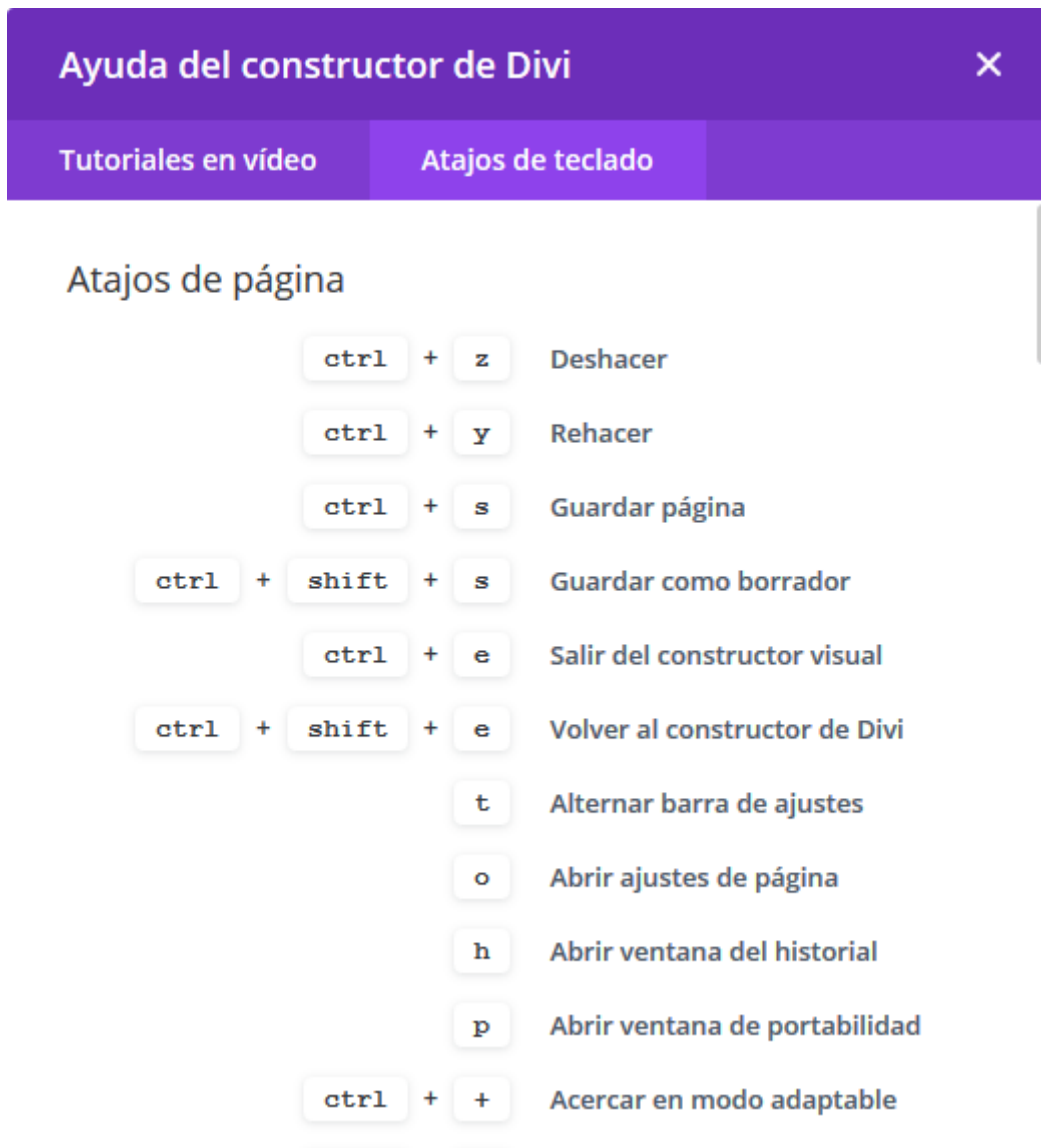 Ayuda del constructor de Divi ×
Tutoriales en vídeo Atajos de teclado
Atajos de página
ctrl + z Deshacer
ctrl + y Rehacer
ctrl + s Guardar página
ctrl + shift + s Guardar como borrador
ctrl + e Salir del constructor visual
ctrl + shift + e Volver al constructor de Divi
t Alternar barra de ajustes
o Abrir ajustes de página
h Abrir ventana del historial
p Abrir ventana de portabilidad
ctrl + + Acercar en modo adaptable